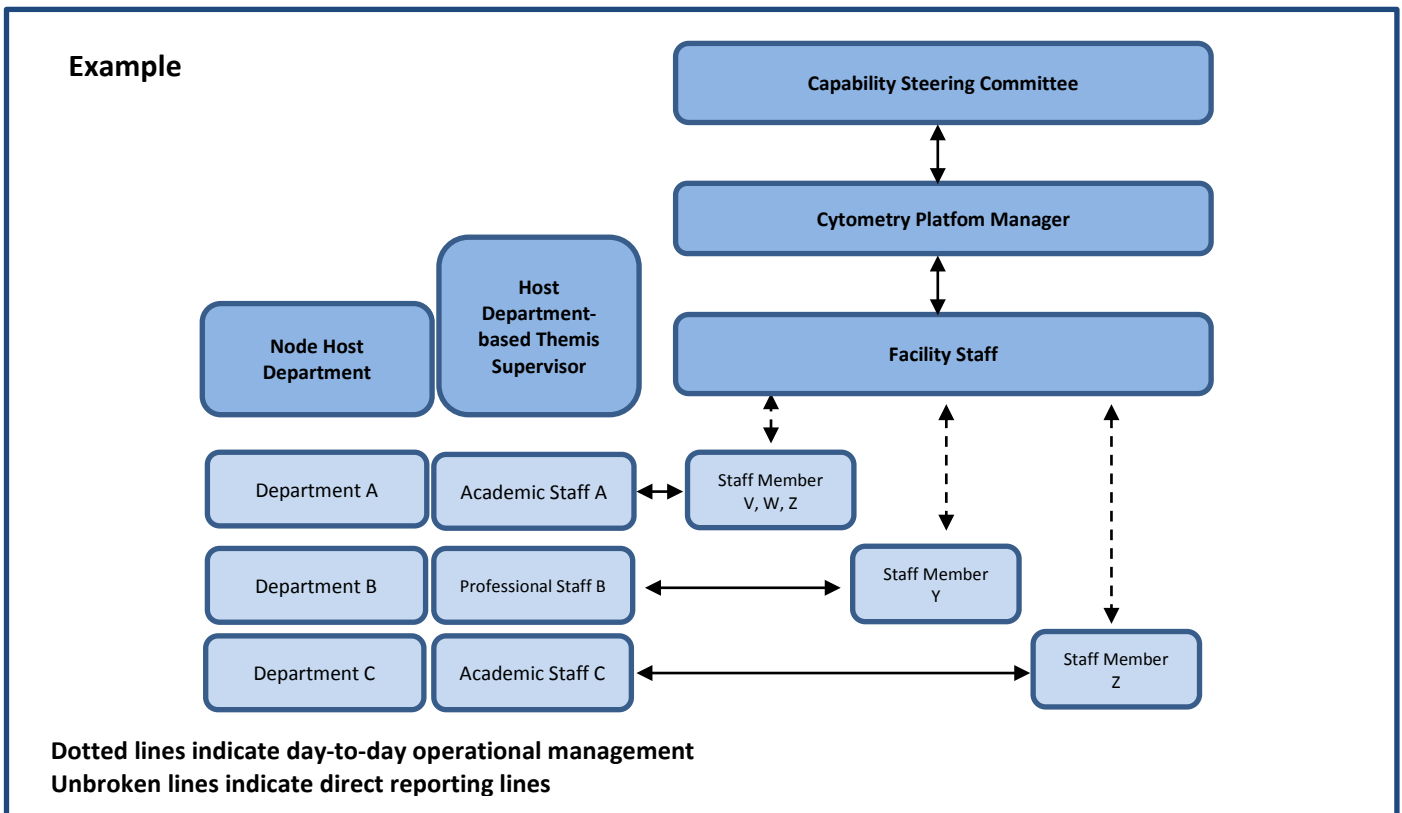 Example
Capability Steering Committee
Cytometry Platfom Manager
Host
Department-
based Themis
Supervisor
Node Host
Department
Facility Staff
Department A
Academic Staff A
Staff Member
V, W, Z
Department B
Professional Staff B
Staff Member
Y
Department C
Academic Staff C
Staff Member
Z
Dotted lines indicate day-to-day operational management
Unbroken lines indicate direct reporting lines